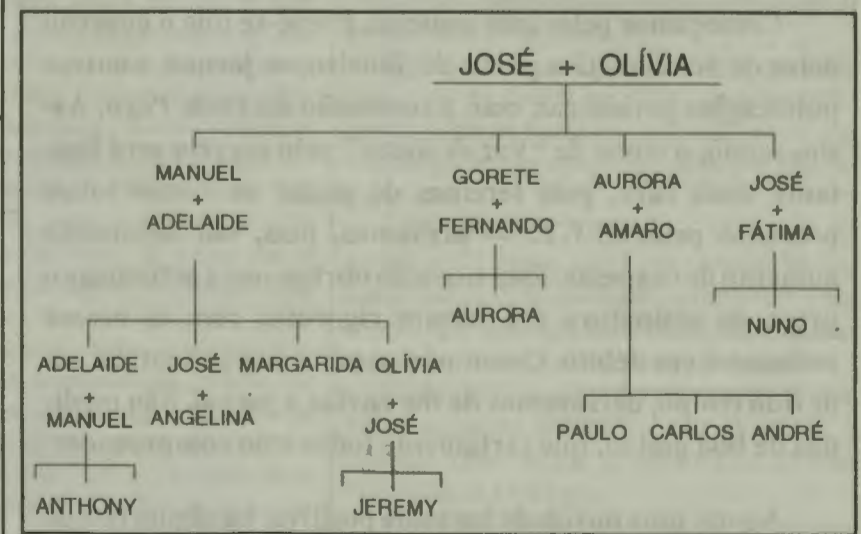 JOSÉ + OLÍVIA
MANUEL
+
ADELAIDE
GORETE
+
FERNANDO
AURORA
+
AMARO
JOSÉ
+
FÁTIMA
AURORA
NUNO
ADELAIDE
+
MANUEL
JOSÉ
+
ANGELINA
MARGARIDA
OLÍVIA
+
JOSÉ
PAULO CARLOS ANDRÉ
ANTHONY
JEREMY